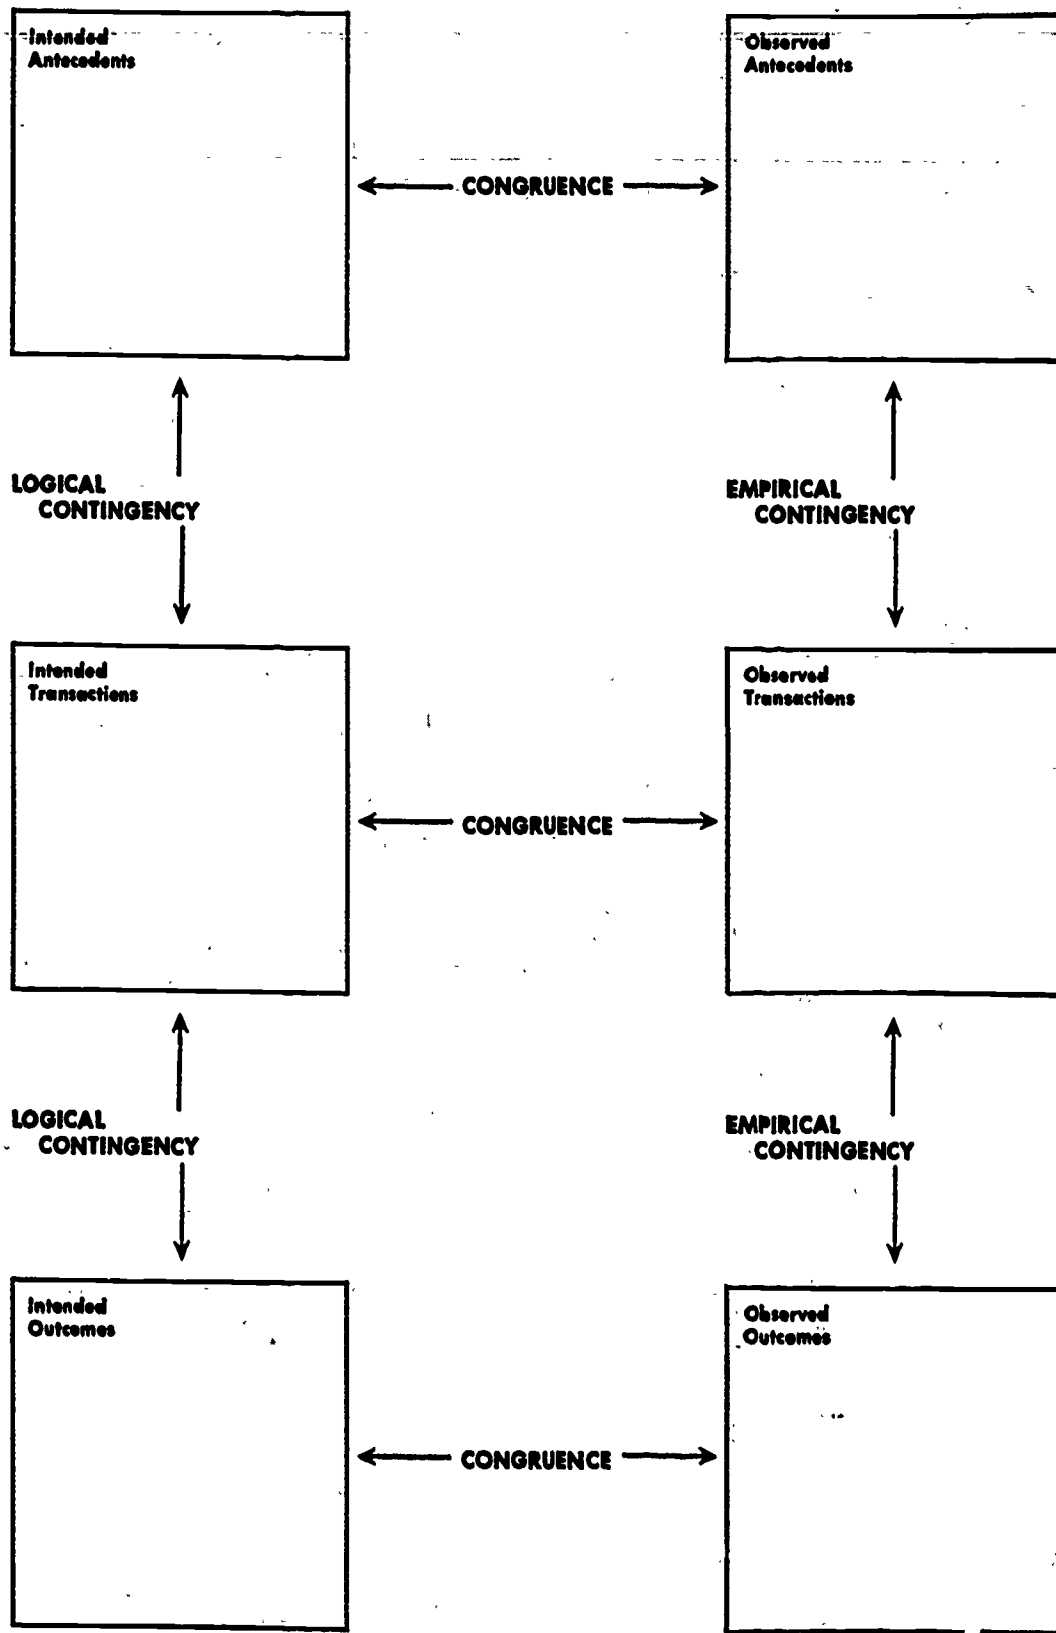 Intended
Antecedents
Observed
Antecedents
CONGRUENCE
LOGICAL
CONTINGENCY
EMPIRICAL
CONTINGENCY
Intended
Transactions
Observed
Transactions
CONGRUENCE
LOGICAL
CONTINGENCY
EMPIRICAL
CONTINGENCY
Intended
Outcomes
Observed
Outcomes
CONGRUENCE